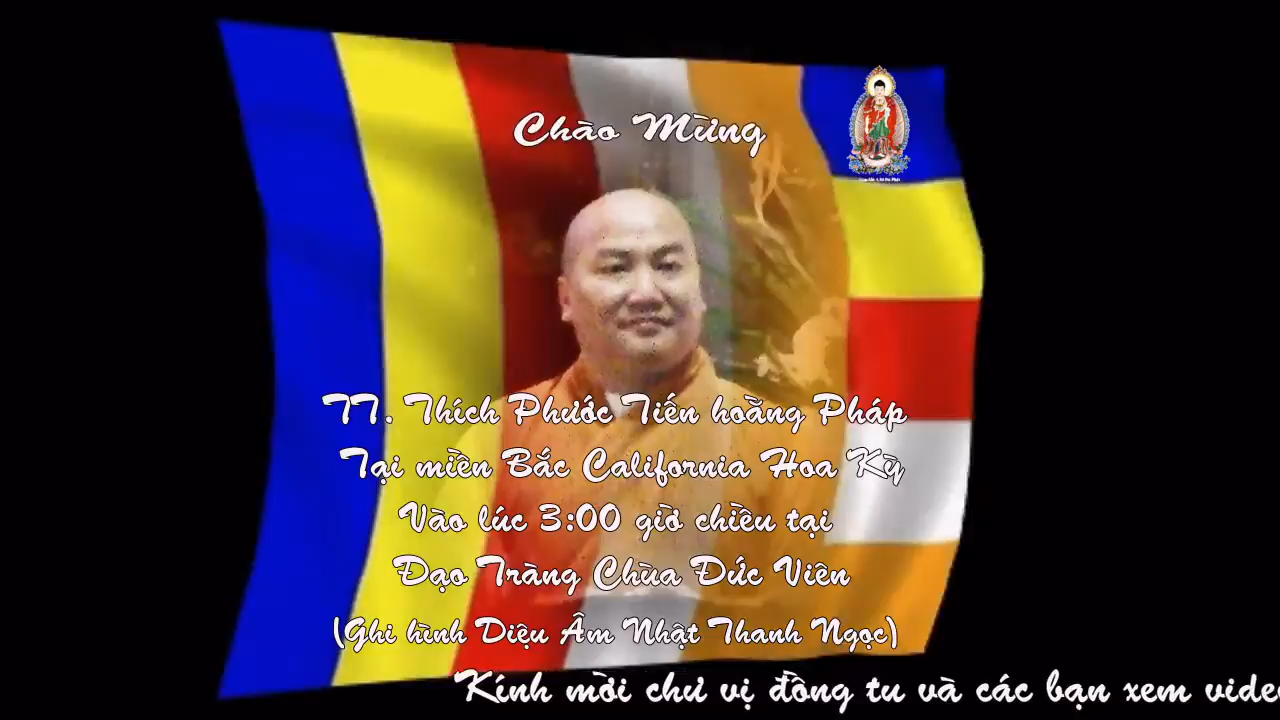 Chào Mừng
TT. Thích Phước Tiến hoằng Pháp
Tại miền Bắc California Hoa Kỳ
Vào lúc 3:00 giờ chiều tại
Đạo Tràng Chùa Đức Viên
(Ghi hình Diệu Âm Nhật Thanh Ngọc)
Kính mời chư vị đồng tu và các bạn xem vide